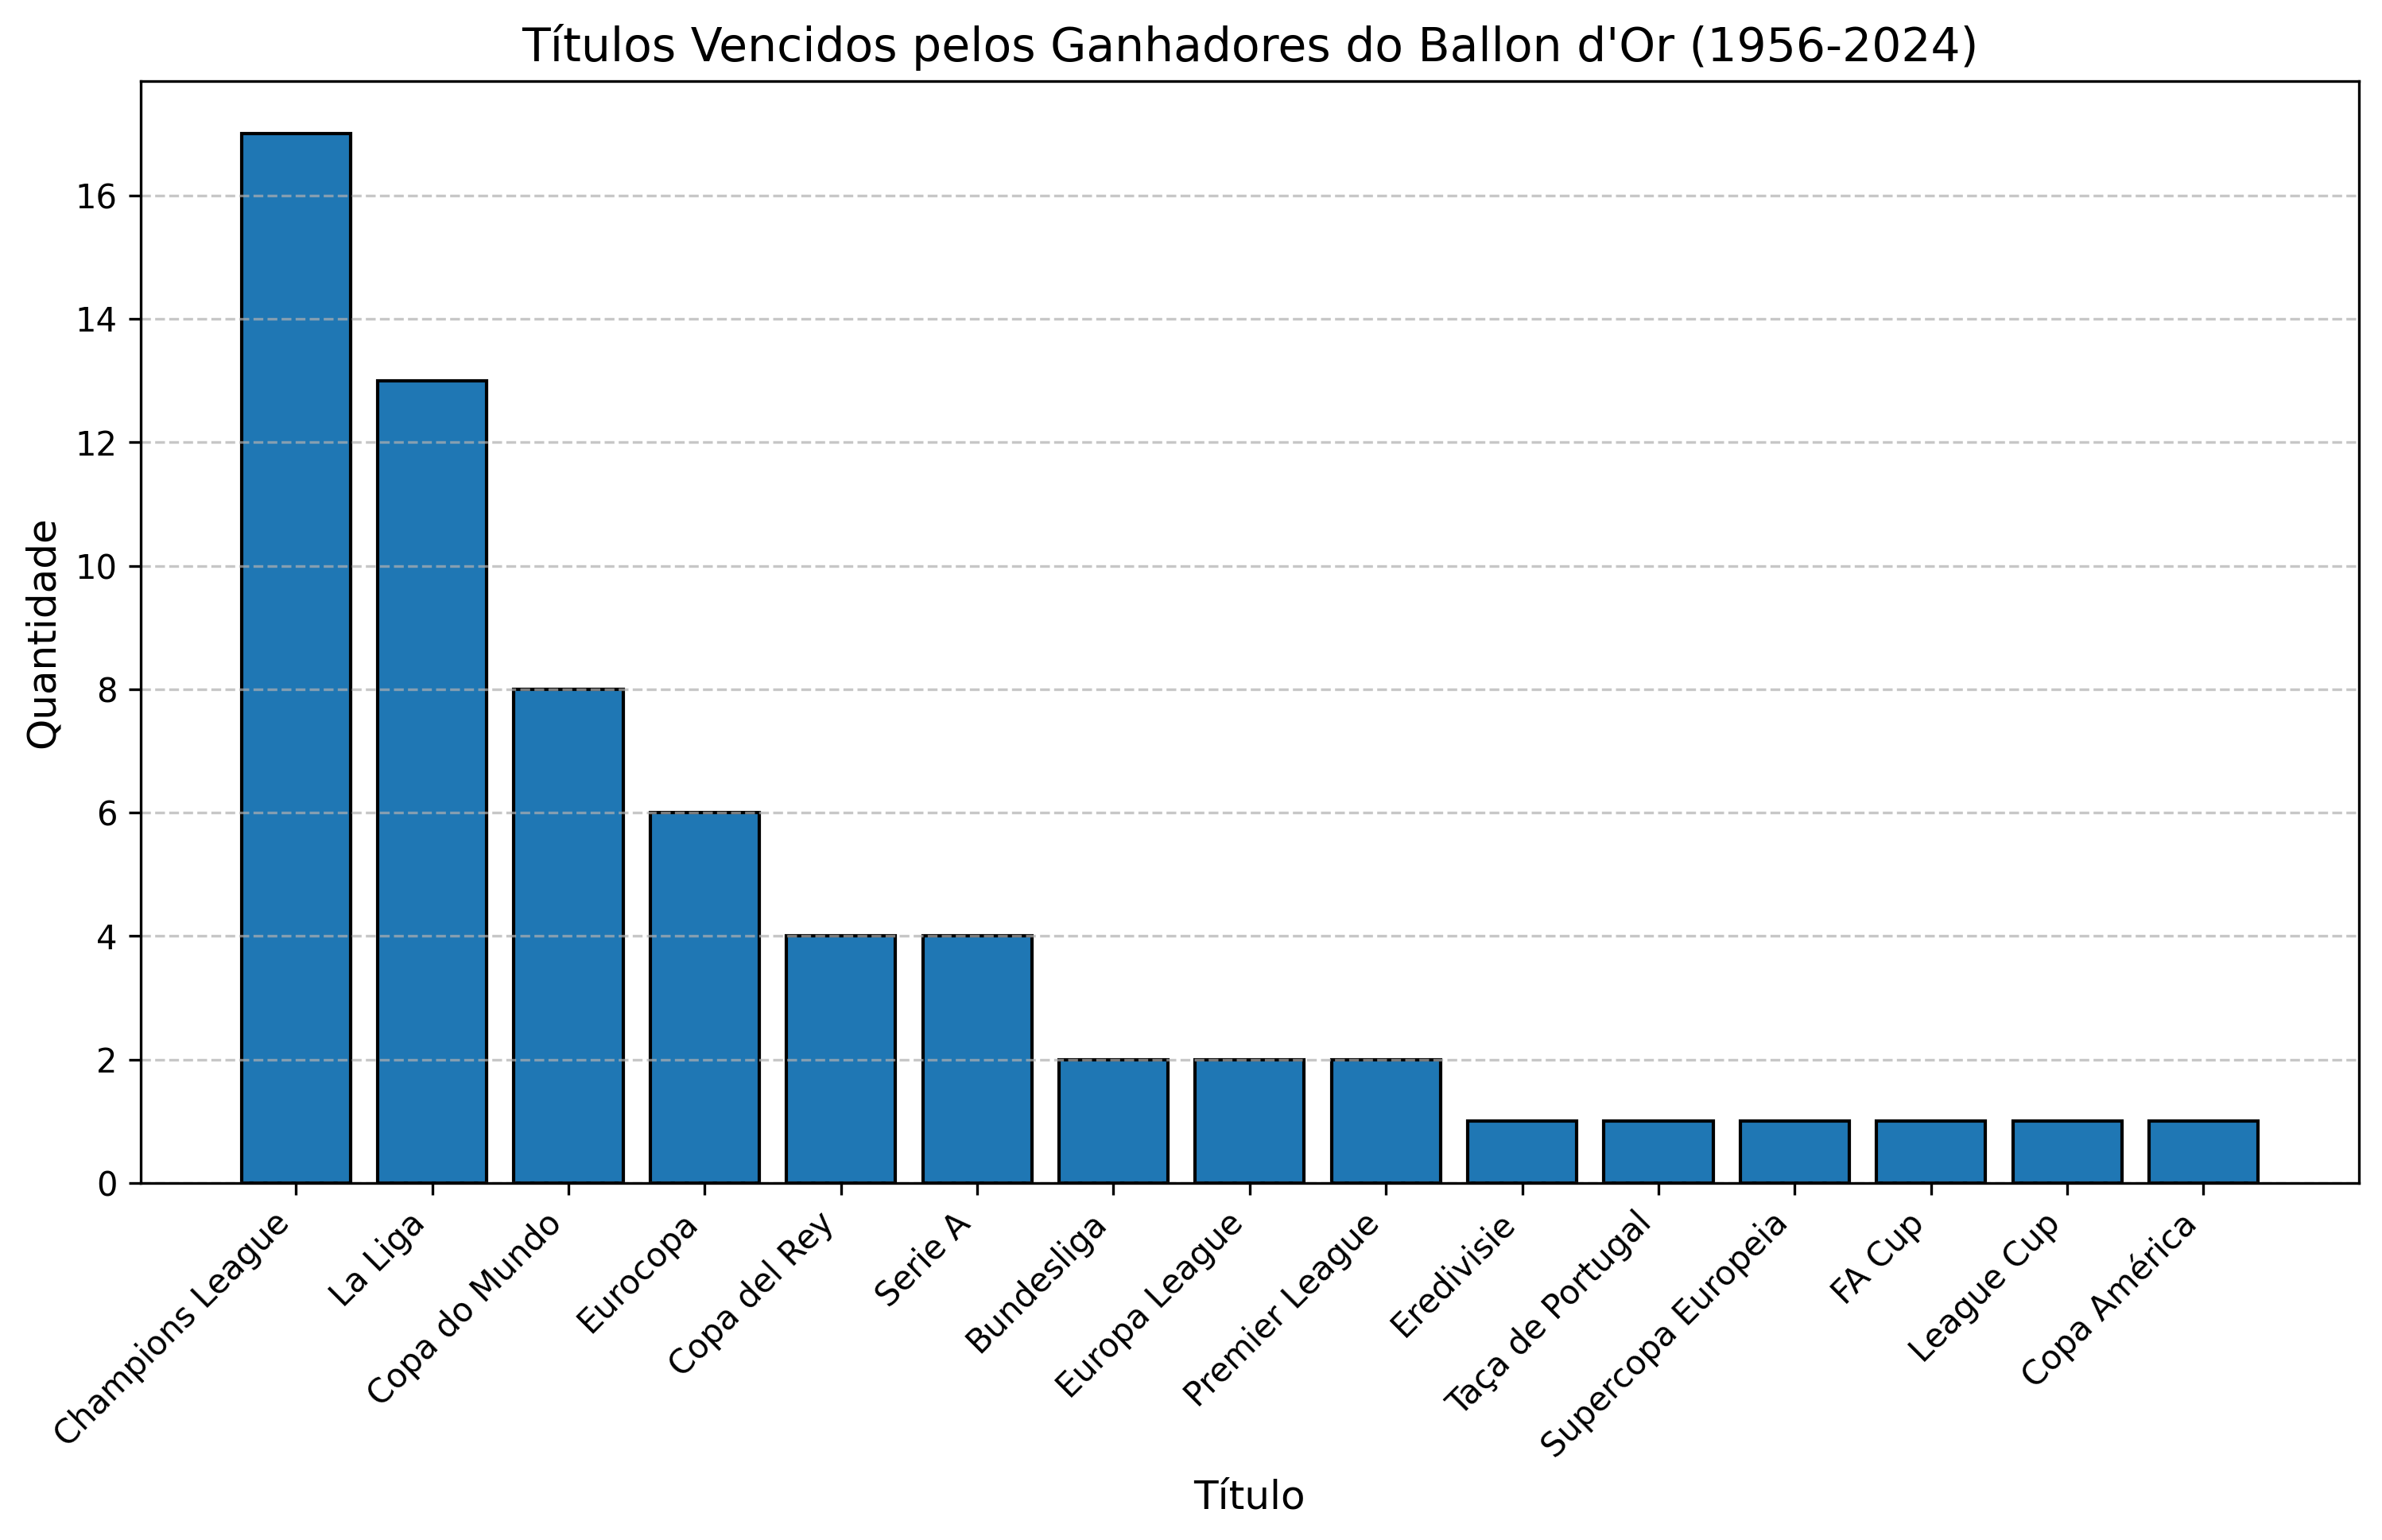 Títulos Vencidos pelos Ganhadores do Ballon d'Or (1956-2024)
Quantidade
16
14
12
10
8
6
4
2
0
Champions League
La Liga
Copa do Mundo
Eurocopa
Copa del Rey
Serie A
Bundesliga
Europa League
Premier League
Eredivisie
Taça de Portugal
Supercopa Europeia
FA Cup
League Cup
Copa América
Título